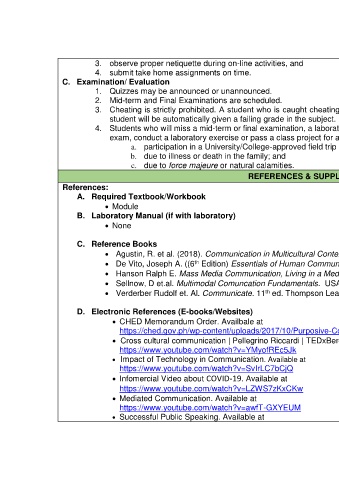 3. observe proper netiquette during on-line activities, and
4. submit take home assignments on time.
C. Examination/ Evaluation
1. Quizzes may be announced or unannounced.
2. Mid-term and Final Examinations are scheduled.
3. Cheating is strictly prohibited. A student who is caught cheating
student will be automatically given a failing grade in the subject.
4. Students who will miss a mid-term or final examination, a laborat
exam, conduct a laboratory exercise or pass a class project for a
a. participation in a University/College-approved field trip
b. due to illness or death in the family; and
c. due to force majeure or natural calamities.
REFERENCES & SUPPL
References:
A. Required Textbook/Workbook
• Module
B. Laboratory Manual (if with laboratory)
• None
C. Reference Books
• Agustin, R. et al. (2018). Communication in Multicultural Conte
• De Vito, Joseph A. ((6th Edition) Essentials of Human Commun
• Hanson Ralph E. Mass Media Communication, Living in a Med
• Sellnow, D et.al. Multimodal Comuncation Fundamentals. USA
• Verderber Rudolf et. Al. Communicate. 11th ed. Thompson Lea
D. Electronic References (E-books/Websites)
• CHED Memorandum Order. Availbale at
https://ched.gov.ph/wp-content/uploads/2017/10/Purposive-Co
• Cross cultural communication | Pellegrino Riccardi | TEDxBer
https://www.youtube.com/watch?v=YMyofREc5Jk
• Impact of Technology in Communication. Available at
https://www.youtube.com/watch?v=SvIrLC7bCjQ
• Infomercial Video about COVID-19. Available at
https://www.youtube.com/watch?v=LZWS7zKxCKw
• Mediated Communication. Available at
https://www.youtube.com/watch?v=awfT-GXYEUM
• Successful Public Speaking. Available at